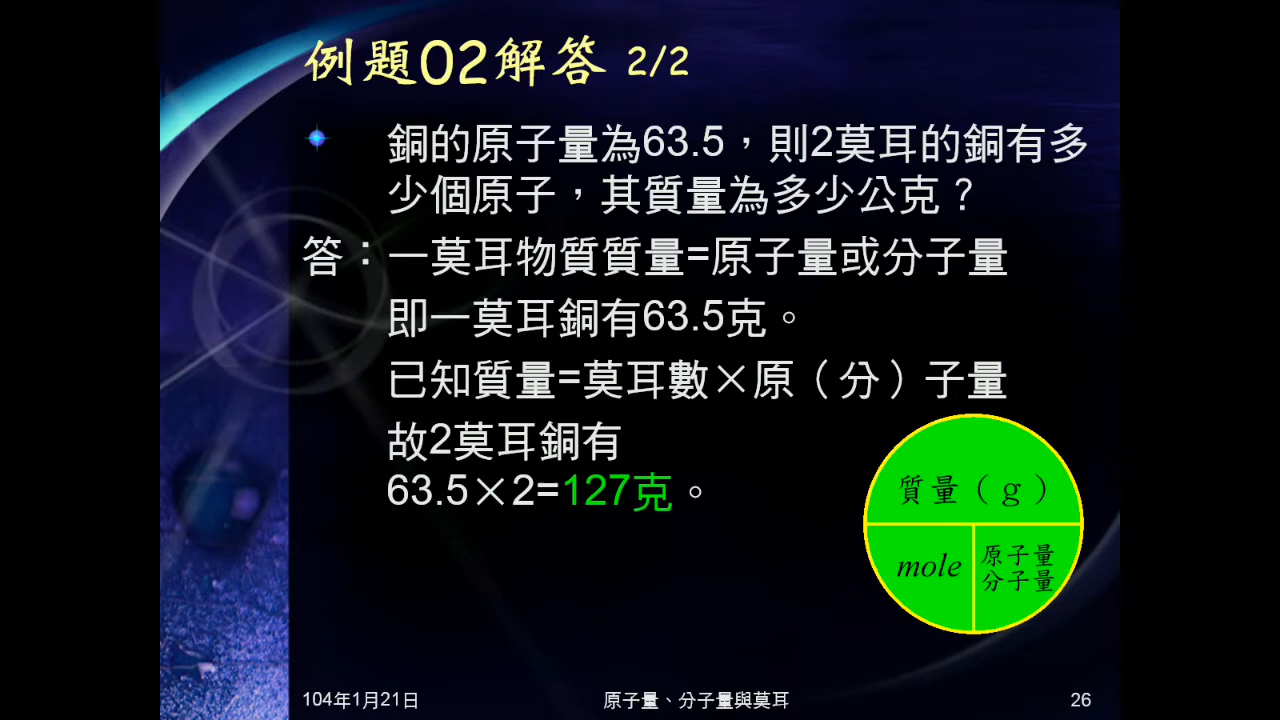 例題02解答 2/2
銅的原子量為63.5，則2莫耳的銅有多
少個原子，其質量為多少公克？
答：一莫耳物質質量=原子量或分子量
即一莫耳銅有63.5克。
已知質量=莫耳數×原（分）子量
故2莫耳銅有
63.5×2=127克。
質量（g）
mole
原子量
分子量
104年1月21日
原子量、分子量與莫耳
26